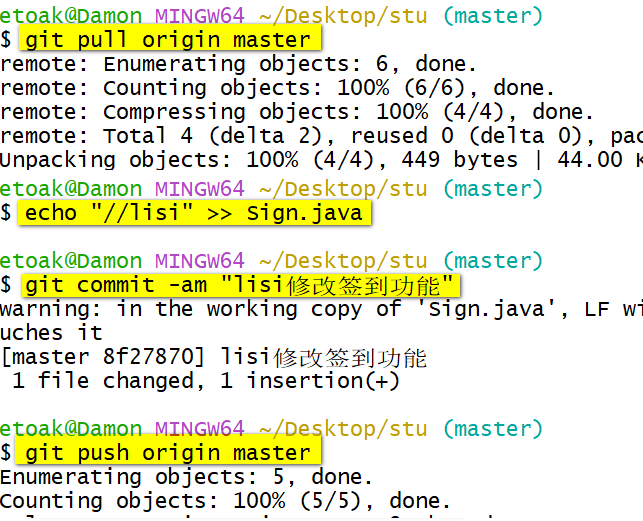 etoak@Damon MINGW64 ~/Desktop/stu (master)
$ git pull origin master
remote: Enumerating objects: 6, done.
remote: Counting objects: 100% (6/6), done.
remote: Compressing objects: 100% (4/4), done.
remote: Total 4 (delta 2), reused 0 (delta 0), pac
Unpacking objects: 100% (4/4), 449 bytes | 44.00 K
etoak@Damon MINGW64 ~/Desktop/stu (master)
$ echo "//lisi" >> Sign.java
etoak@Damon MINGW64 ~/Desktop/stu (master)
$ git commit -am "lisi修改签到功能"
warning: in the working copy of 'Sign.java', LF wi
uches it
[master 8f27870] lisi修改签到功能
1 file changed, 1 insertion(+)
etoak@Damon MINGW64 ~/Desktop/stu (master)
$ git push origin master
Enumerating objects: 5, done.
Counting objects: 100% (5/5), done.